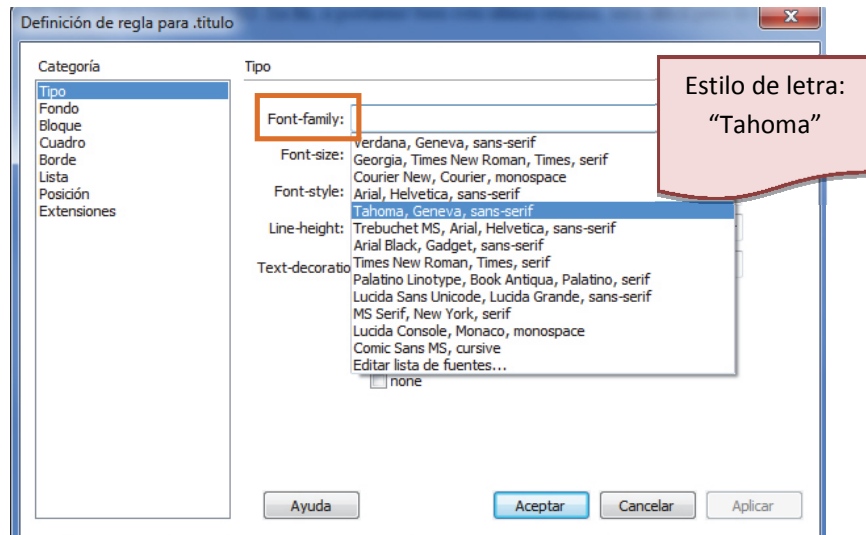 Definición de regla para .titulo
Categoría
Tipo
Fondo
Bloque
Cuadro
Borde
Lista
Posición
Extensiones
Tipo
Font-family:
Font-size:
Font-style:
Line-height:
Text-decoratio
Verdana, Geneva, sans-serif
Georgia, Times New Roman, Times, serif
Courier New, Courier, monospace
Arial, Helvetica, sans-serif
Tahoma, Geneva, sans-serif
Trebuchet MS, Arial, Helvetica, sans-serif
Arial Black, Gadget, sans-serif
Times New Roman, Times, serif
Palatino Linotype, Book Antiqua, Palatino, serif
Lucida Sans Unicode, Lucida Grande, sans-serif
MS Serif, New York, serif
Lucida Console, Monaco, monospace
Comic Sans MS, cursive
Editar lista de fuentes...
none
Estilo de letra:
“Tahoma”
Ayuda
Aceptar
Cancelar
Aplicar